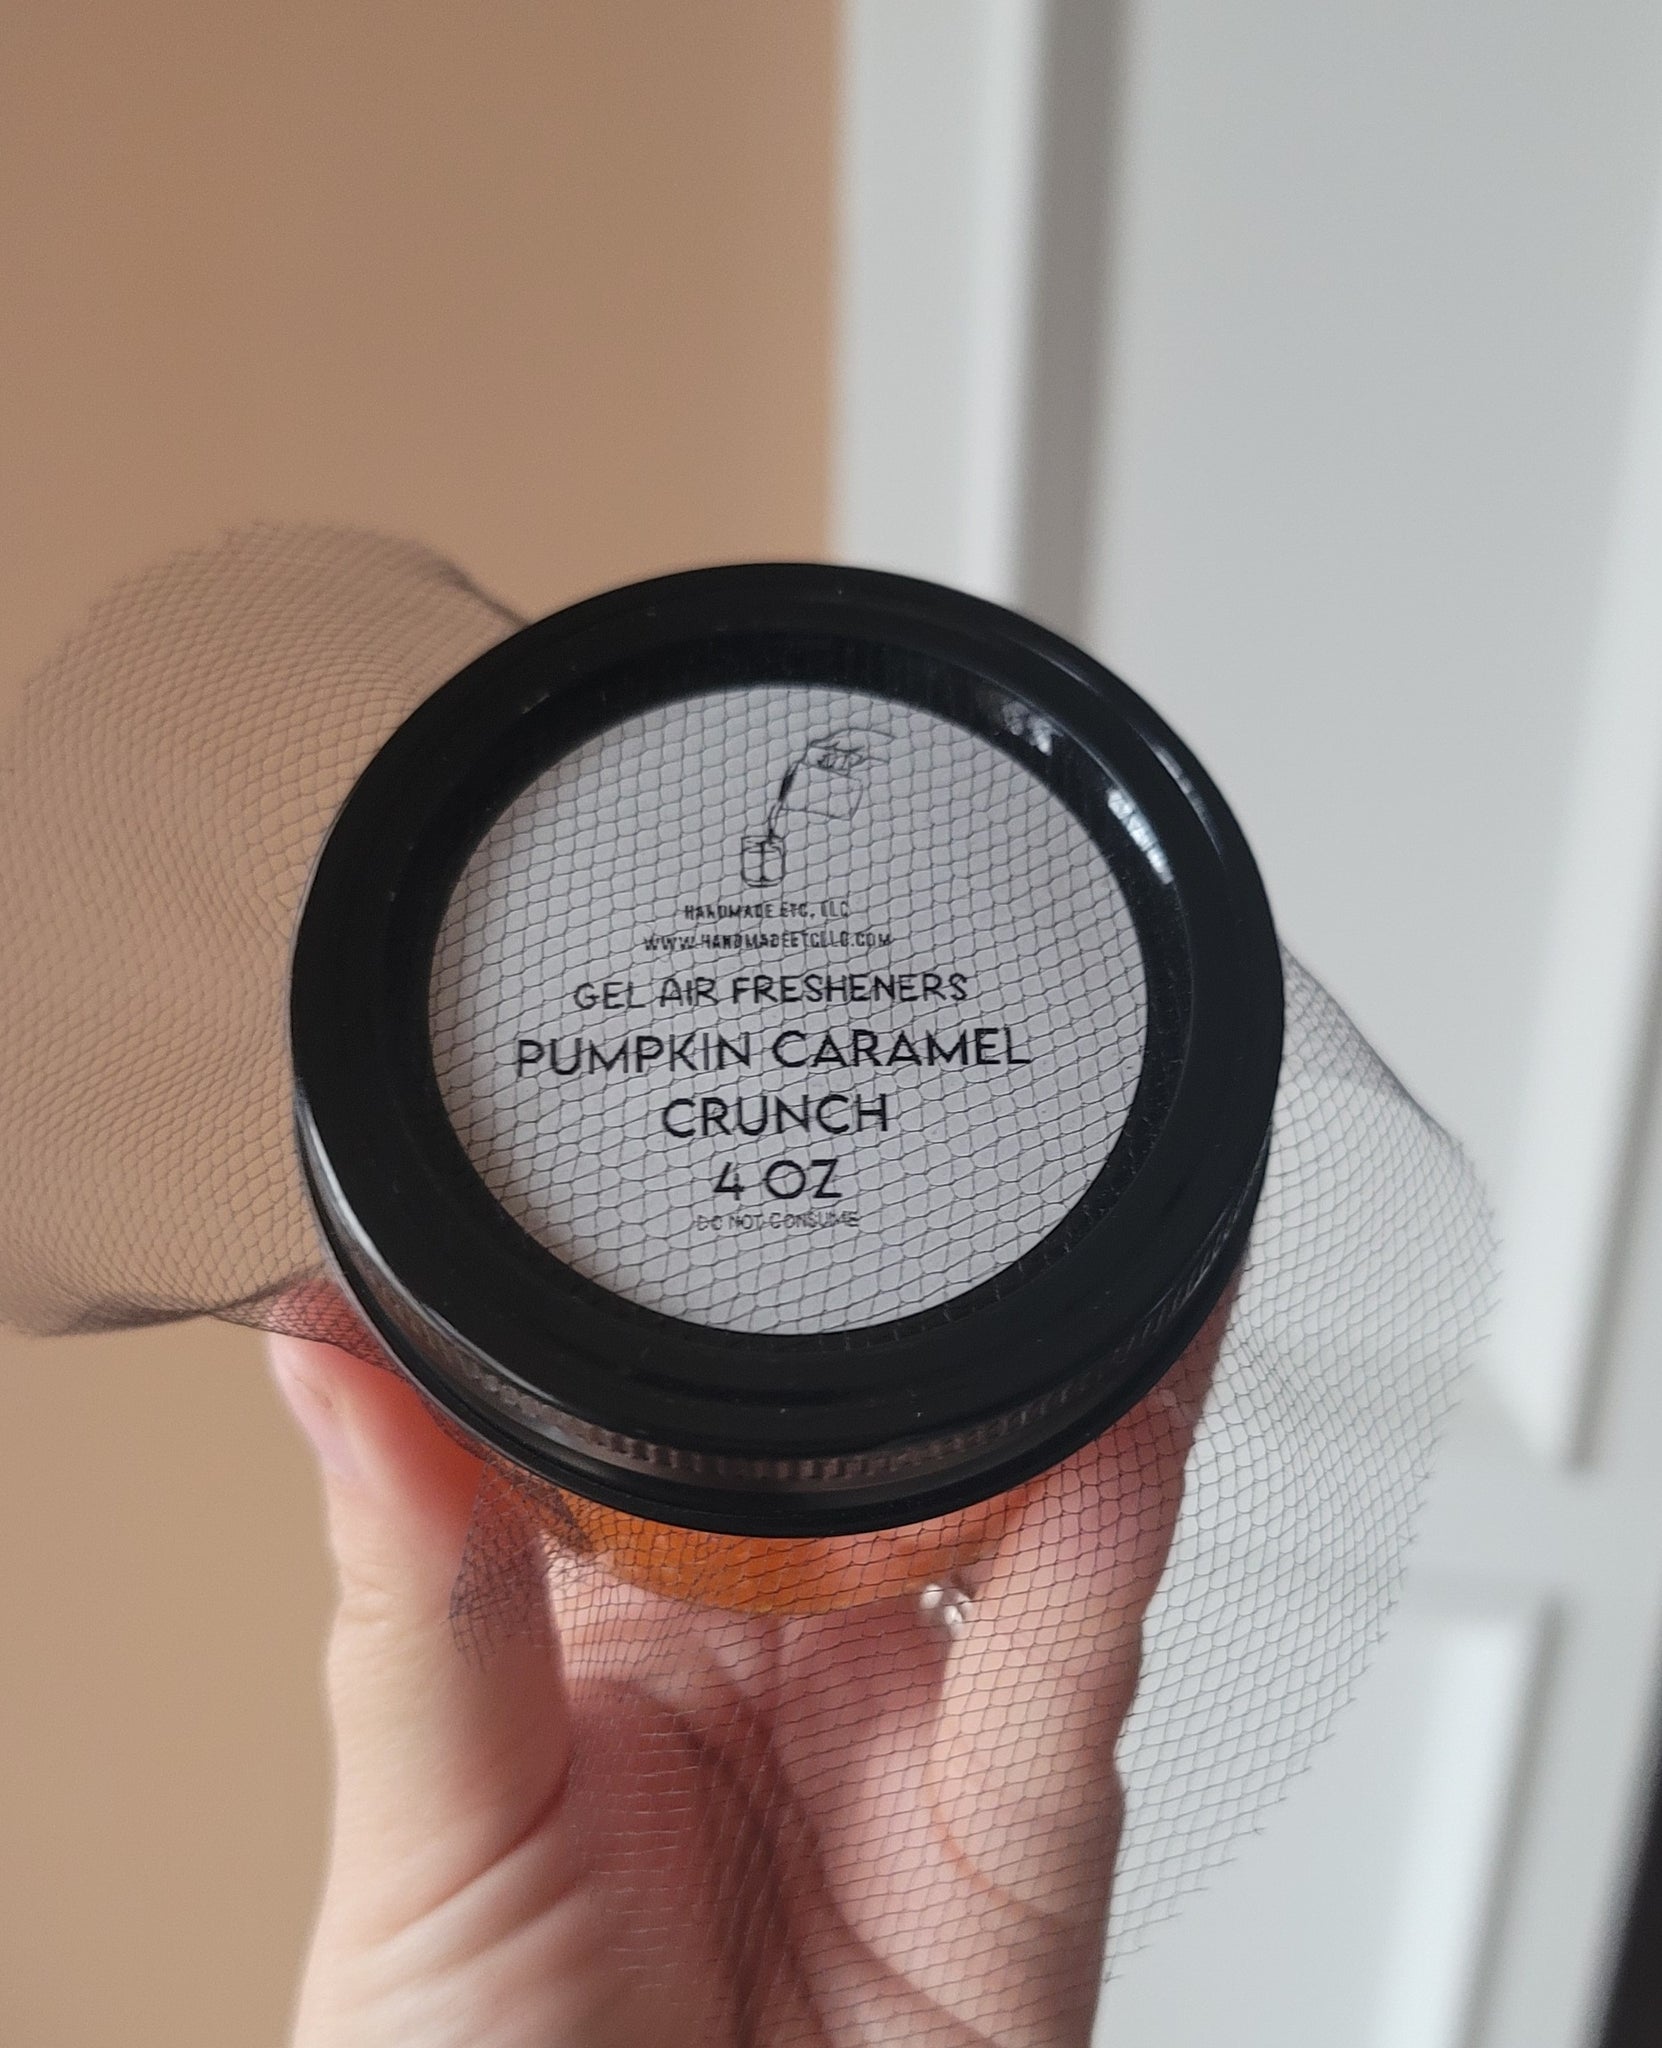 HANDMADE ETC, LLC
WWW.HANDMADEETCLLC.COM
GEL AIR FRESHENERS
PUMPKIN CARAMEL
CRUNCH
4 OZ
DO NOT CONSUME